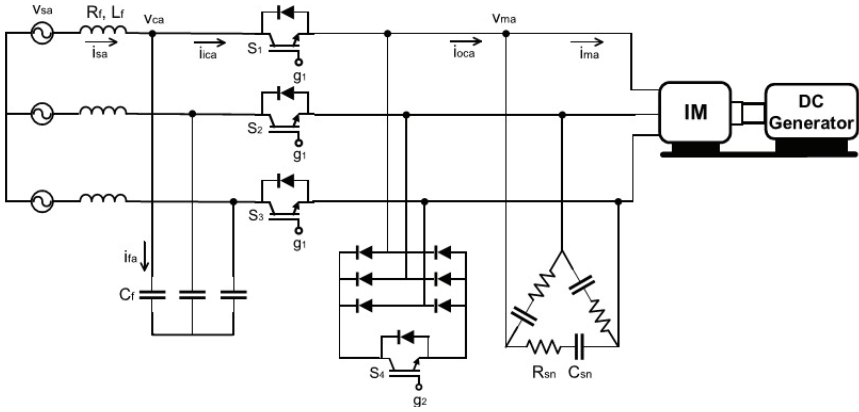 Vsa
Rf, Lf
Vca
isa
iica
S1
g1
Vma
ioca
ima
S2
g1
IM
DC
Generator
S3
g1
ifa
Cf
S4
g2
Rsn
Csn